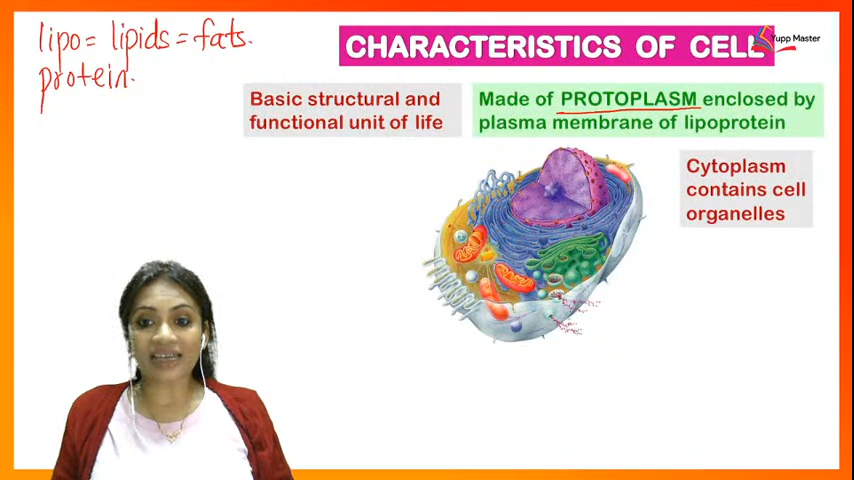 lipo = lipids = fats.
protein.
CHARACTERISTICS OF CELL
Yupp Master
Basic structural and
functional unit of life
Made of PROTOPLASM enclosed by
plasma membrane of lipoprotein
Cytoplasm
contains cell
organelles